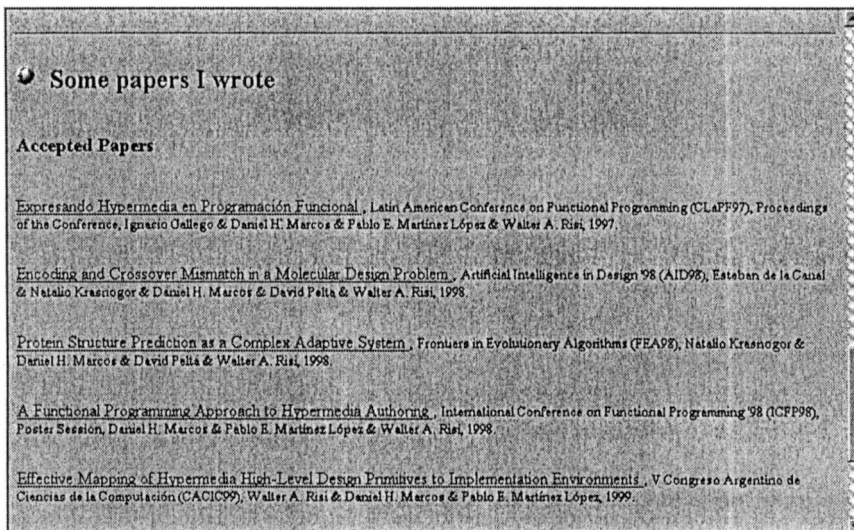 Some papers I wrote
Accepted Papers
Expresando Hypermedia en Programación Funcional , Latin American Conference on Functional Programming (CLaPF97), Proceedings
of the Conference, Ignacio Gallego & Daniel H. Marcos & Pablo E. Martínez López & Walter A. Risi, 1997.
Encoding and Crossover Mismatch in a Molecular Design Problem , Artificial Intelligence in Design '98 (AID98), Esteban de la Canal
& Natalio Krasnogor & Daniel H. Marcos & David Pelta & Walter A. Risi, 1998.
Protein Structure Prediction as a Complex Adaptive System , Frontiers in Evolutionary Algorithms (FEA98), Natalio Krasnogor &
Daniel H. Marcos & David Pelta & Walter A. Risi, 1998.
A Functional Programming Approach to Hypermedia Authoring , International Conference on Functional Programming '98 (ICFP98),
Poster Session, Daniel H. Marcos & Pablo E. Martínez López & Walter A. Risi, 1998.
Effective Mapping of Hypermedia High-Level Design Primitives to Implementation Environments , V Congreso Argentino de
Ciencias de la Computación (CACIC99), Walter A. Risi & Daniel H. Marcos & Pablo E. Martínez López, 1999.